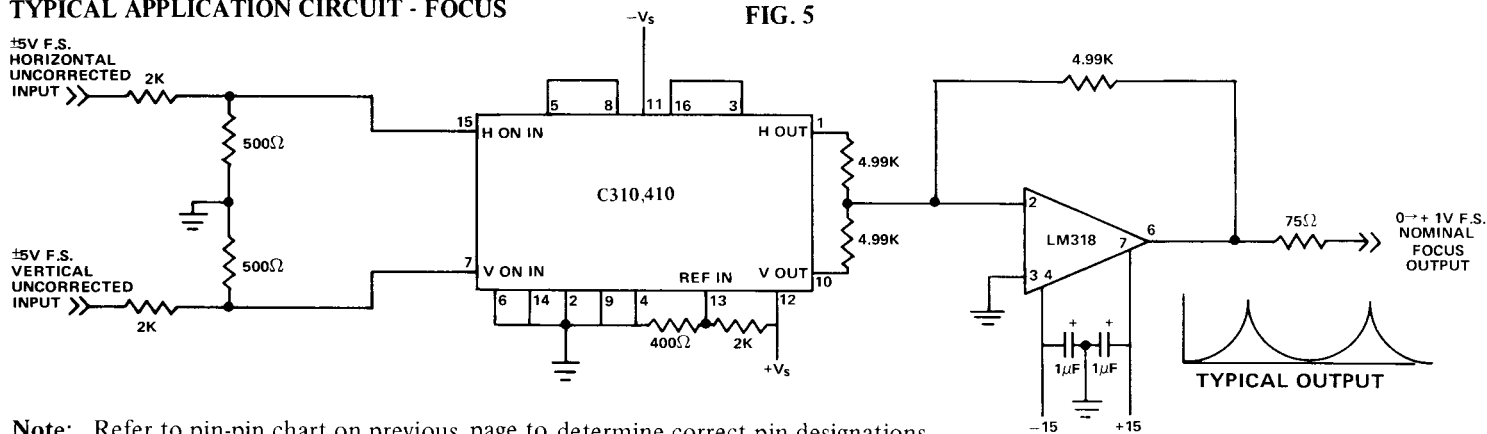 TYPICAL APPLICATION CIRCUIT - FOCUS
FIG. 5
–Vs
±5V F.S.
HORIZONTAL
UNCORRECTED
INPUT
2K
500Ω
500Ω
±5V F.S.
VERTICAL
UNCORRECTED
INPUT
2K
5
8
11
16
3
15
H ON IN
H OUT
1
C310,410
7
V ON IN
REF IN
V OUT
10
6
14
2
9
4
13
12
400Ω
2K
+Vs
4.99K
4.99K
4.99K
2
LM318
7
6
3
4
75Ω
0→+ 1V F.S.
NOMINAL
FOCUS
OUTPUT
+
+
1μF
1μF
–15
+15
TYPICAL OUTPUT
Note: Refer to pin-pin chart on previous page to determine correct pin designations